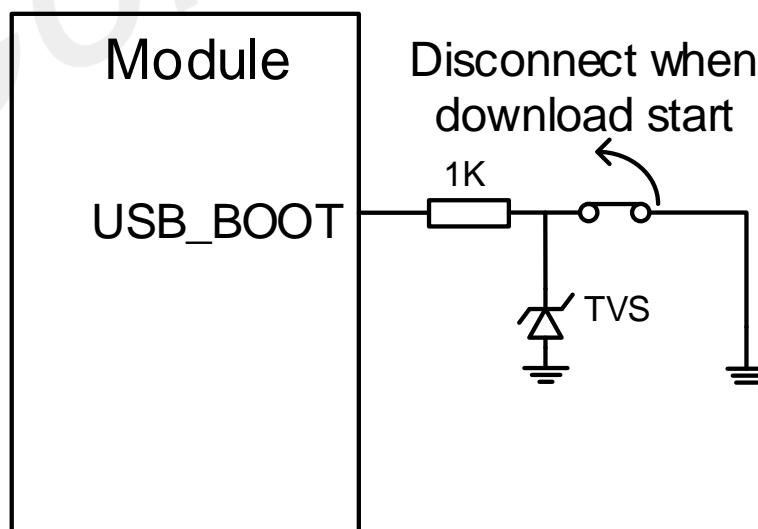 Module
Disconnect when
download start
1K
USB_BOOT
TVS